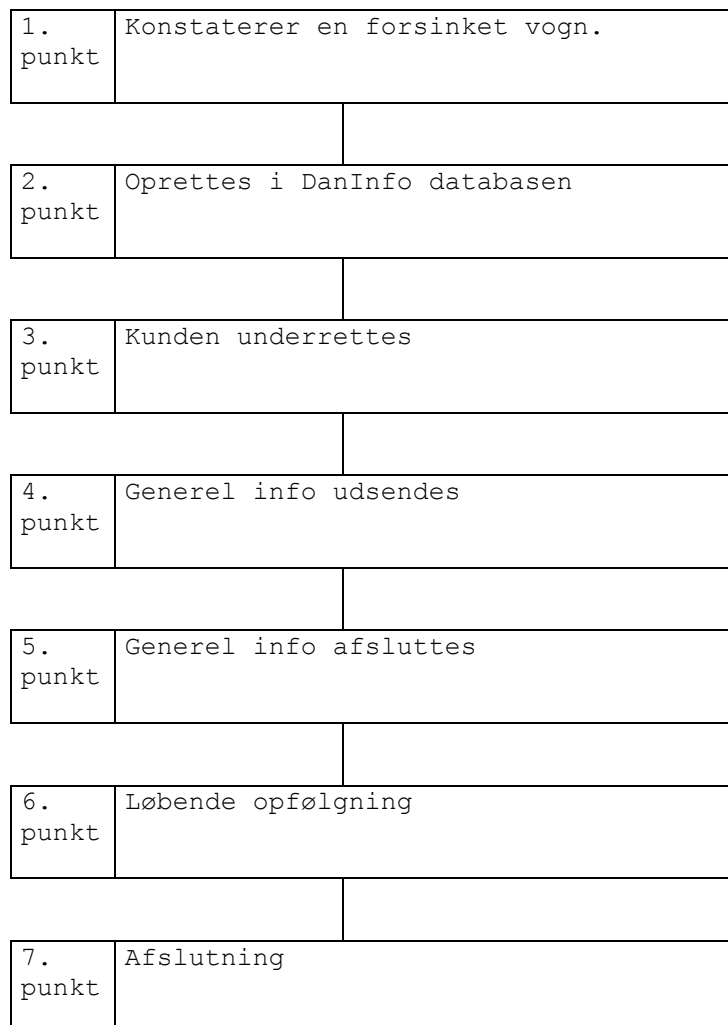 1. Konstaterer en forsinket vogn.
punkt
2. Oprettes i DanInfo databasen
punkt
3. Kunden underrettes
punkt
4. Generel info udsendes
punkt
5. Generel info afsluttes
punkt
6. Løbende opfølgning
punkt
7. Afslutning
punkt